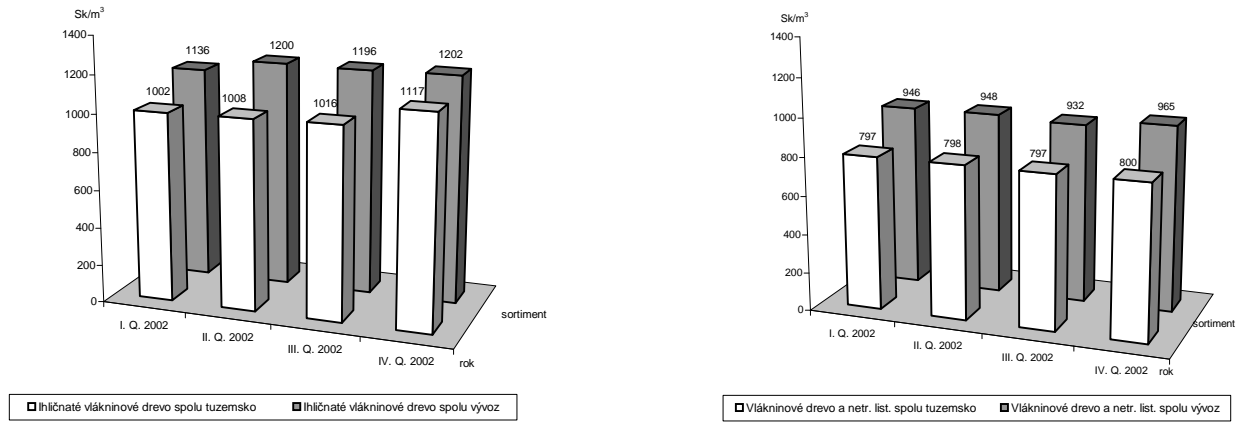 Sk/m³
1400
1200
1000
800
600
400
200
0
1136
1200
1196
1202
1002
1008
1016
1117
I. Q. 2002
II. Q. 2002
III. Q. 2002
IV. Q. 2002
sortiment
rok
Ihličnaté vlákninové drevo spolu tuzemsko
Ihličnaté vlákninové drevo spolu vývoz
Sk/m³
1400
1200
1000
800
600
400
200
0
946
948
932
965
797
798
797
800
I. Q. 2002
II. Q. 2002
III. Q. 2002
IV. Q. 2002
sortiment
rok
Vlákninové drevo a netr. list. spolu tuzemsko
Vlákninové drevo a netr. list. spolu vývoz